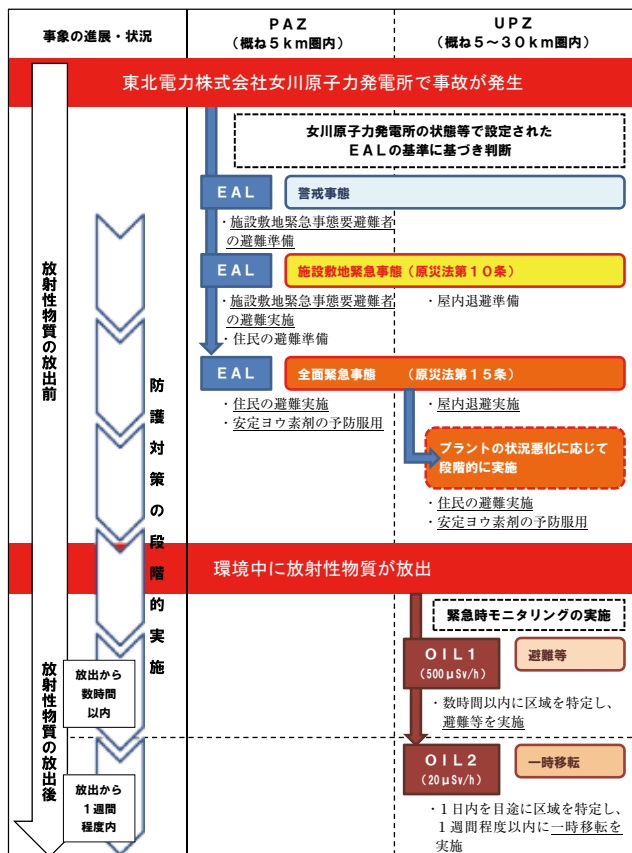 事象の進展・状況
ＰＡＺ
（概ね５ｋｍ圏内）
ＵＰＺ
（概ね５～３０ｋｍ圏内）
東北電力株式会社女川原子力発電所で事故が発生
女川原子力発電所の状態等で設定された
ＥＡＬの基準に基づき判断
ＥＡＬ
警戒事態
・施設敷地緊急事態要避難者
の避難準備
ＥＡＬ
施設敷地緊急事態（原災法第１０条）
・施設敷地緊急事態要避難者
の避難実施
・住民の避難準備
・屋内退避準備
ＥＡＬ
全面緊急事態　　（原災法第１５条）
・住民の避難実施
・安定ヨウ素剤の予防服用
・屋内退避実施
プラントの状況悪化に応じて
段階的に実施
・住民の避難実施
・安定ヨウ素剤の予防服用
放射性物質の放出前
防護対策の段階的実施
環境中に放射性物質が放出
緊急時モニタリングの実施
ＯＩＬ１
（500μSv/h）
避難等
・数時間以内に区域を特定し、
避難等を実施
放射性物質の放出後
放出から
数時間
以内
ＯＩＬ２
（20μSv/h）
一時移転
・１日内を目途に区域を特定し、
１週間程度以内に一時移転を
実施
放出から
１週間
程度内